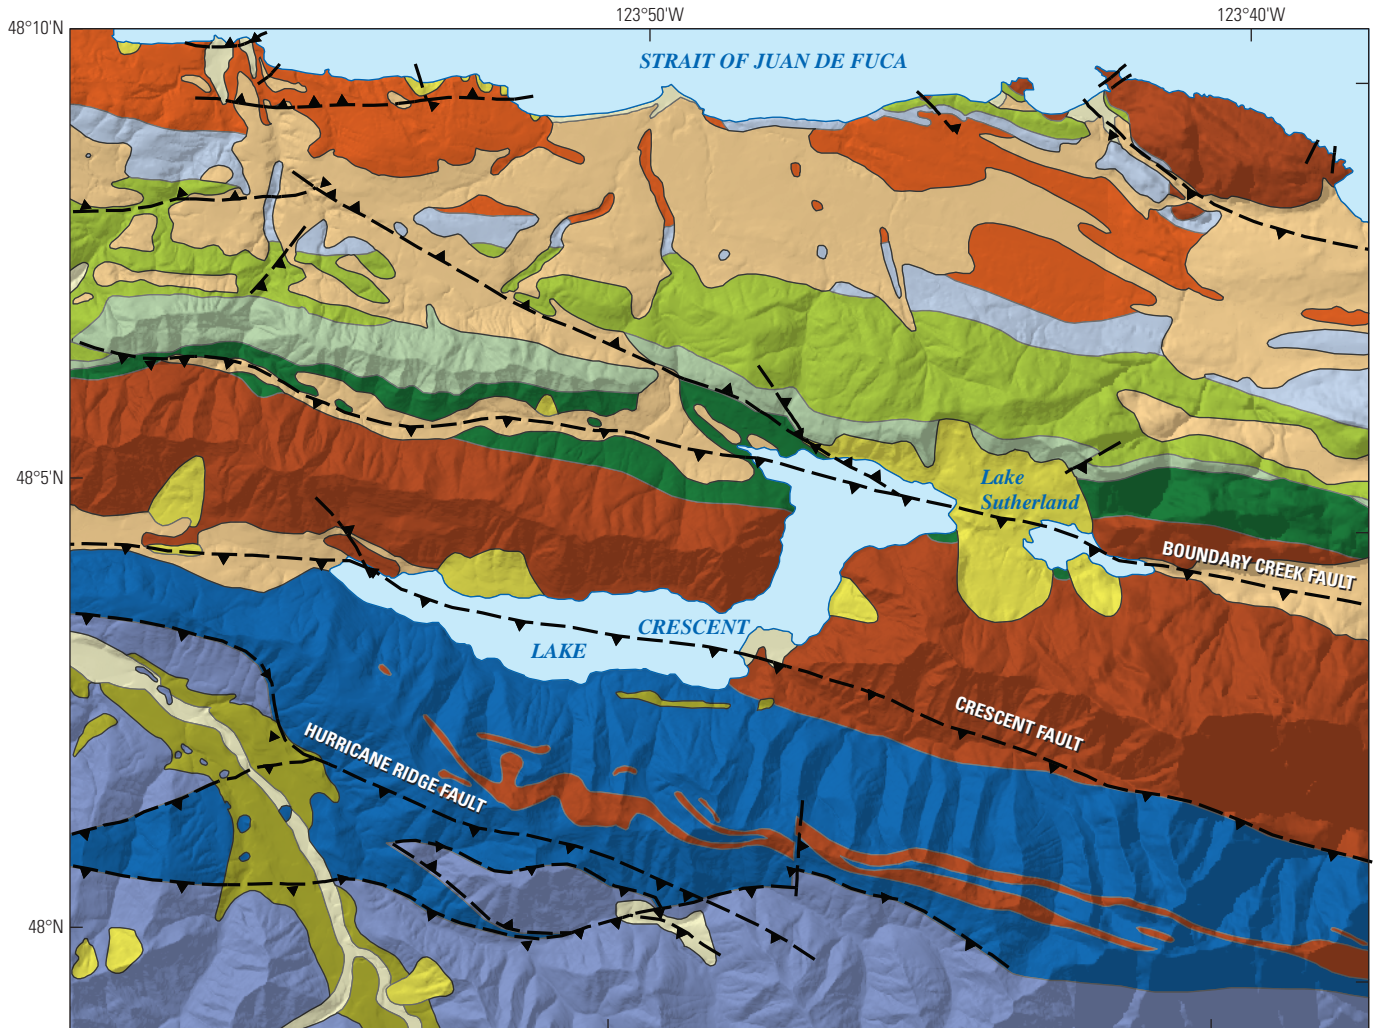 123°50'W
123°40'W
48°10'N
STRAIT OF JUAN DE FUCA
48°5'N
Lake
Sutherland
BOUNDARY CREEK FAULT
CRESCENT
LAKE
CRESCENT FAULT
HURRICANE RIDGE FAULT
48°N